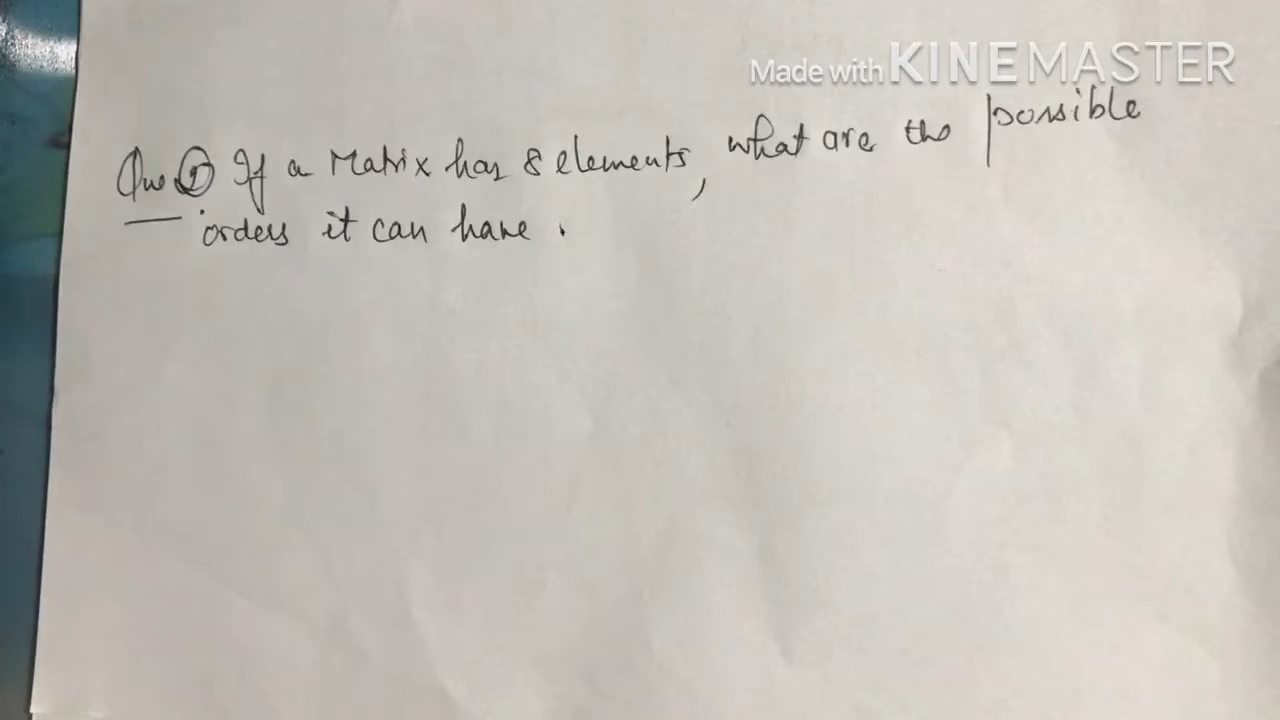 Made with KINEMASTER
Que ① If a Matrix has 8 elements, what are the possible
orders it can have.